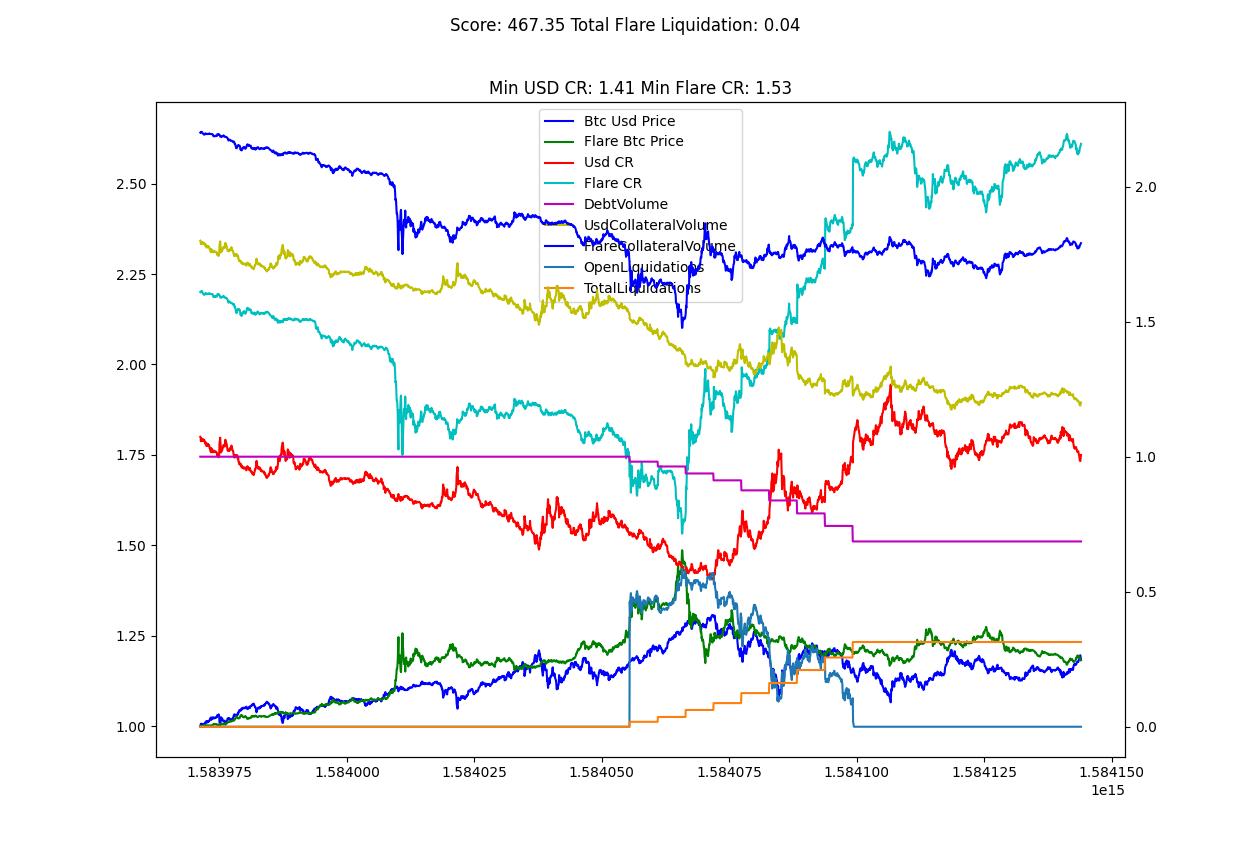 Score: 467.35 Total Flare Liquidation: 0.04
Min USD CR: 1.41 Min Flare CR: 1.53
Btc Usd Price
Flare Btc Price
Usd CR
Flare CR
DebtVolume
UsdCollateralVolume
FlareCollateralVolume
OpenLiquidations
TotalLiquidations
2.50
2.25
2.00
1.75
1.50
1.25
1.00
2.0
1.5
1.0
0.5
0.0
1.583975 1.584000 1.584025 1.584050 1.584075 1.584100 1.584125 1.584150
1e15